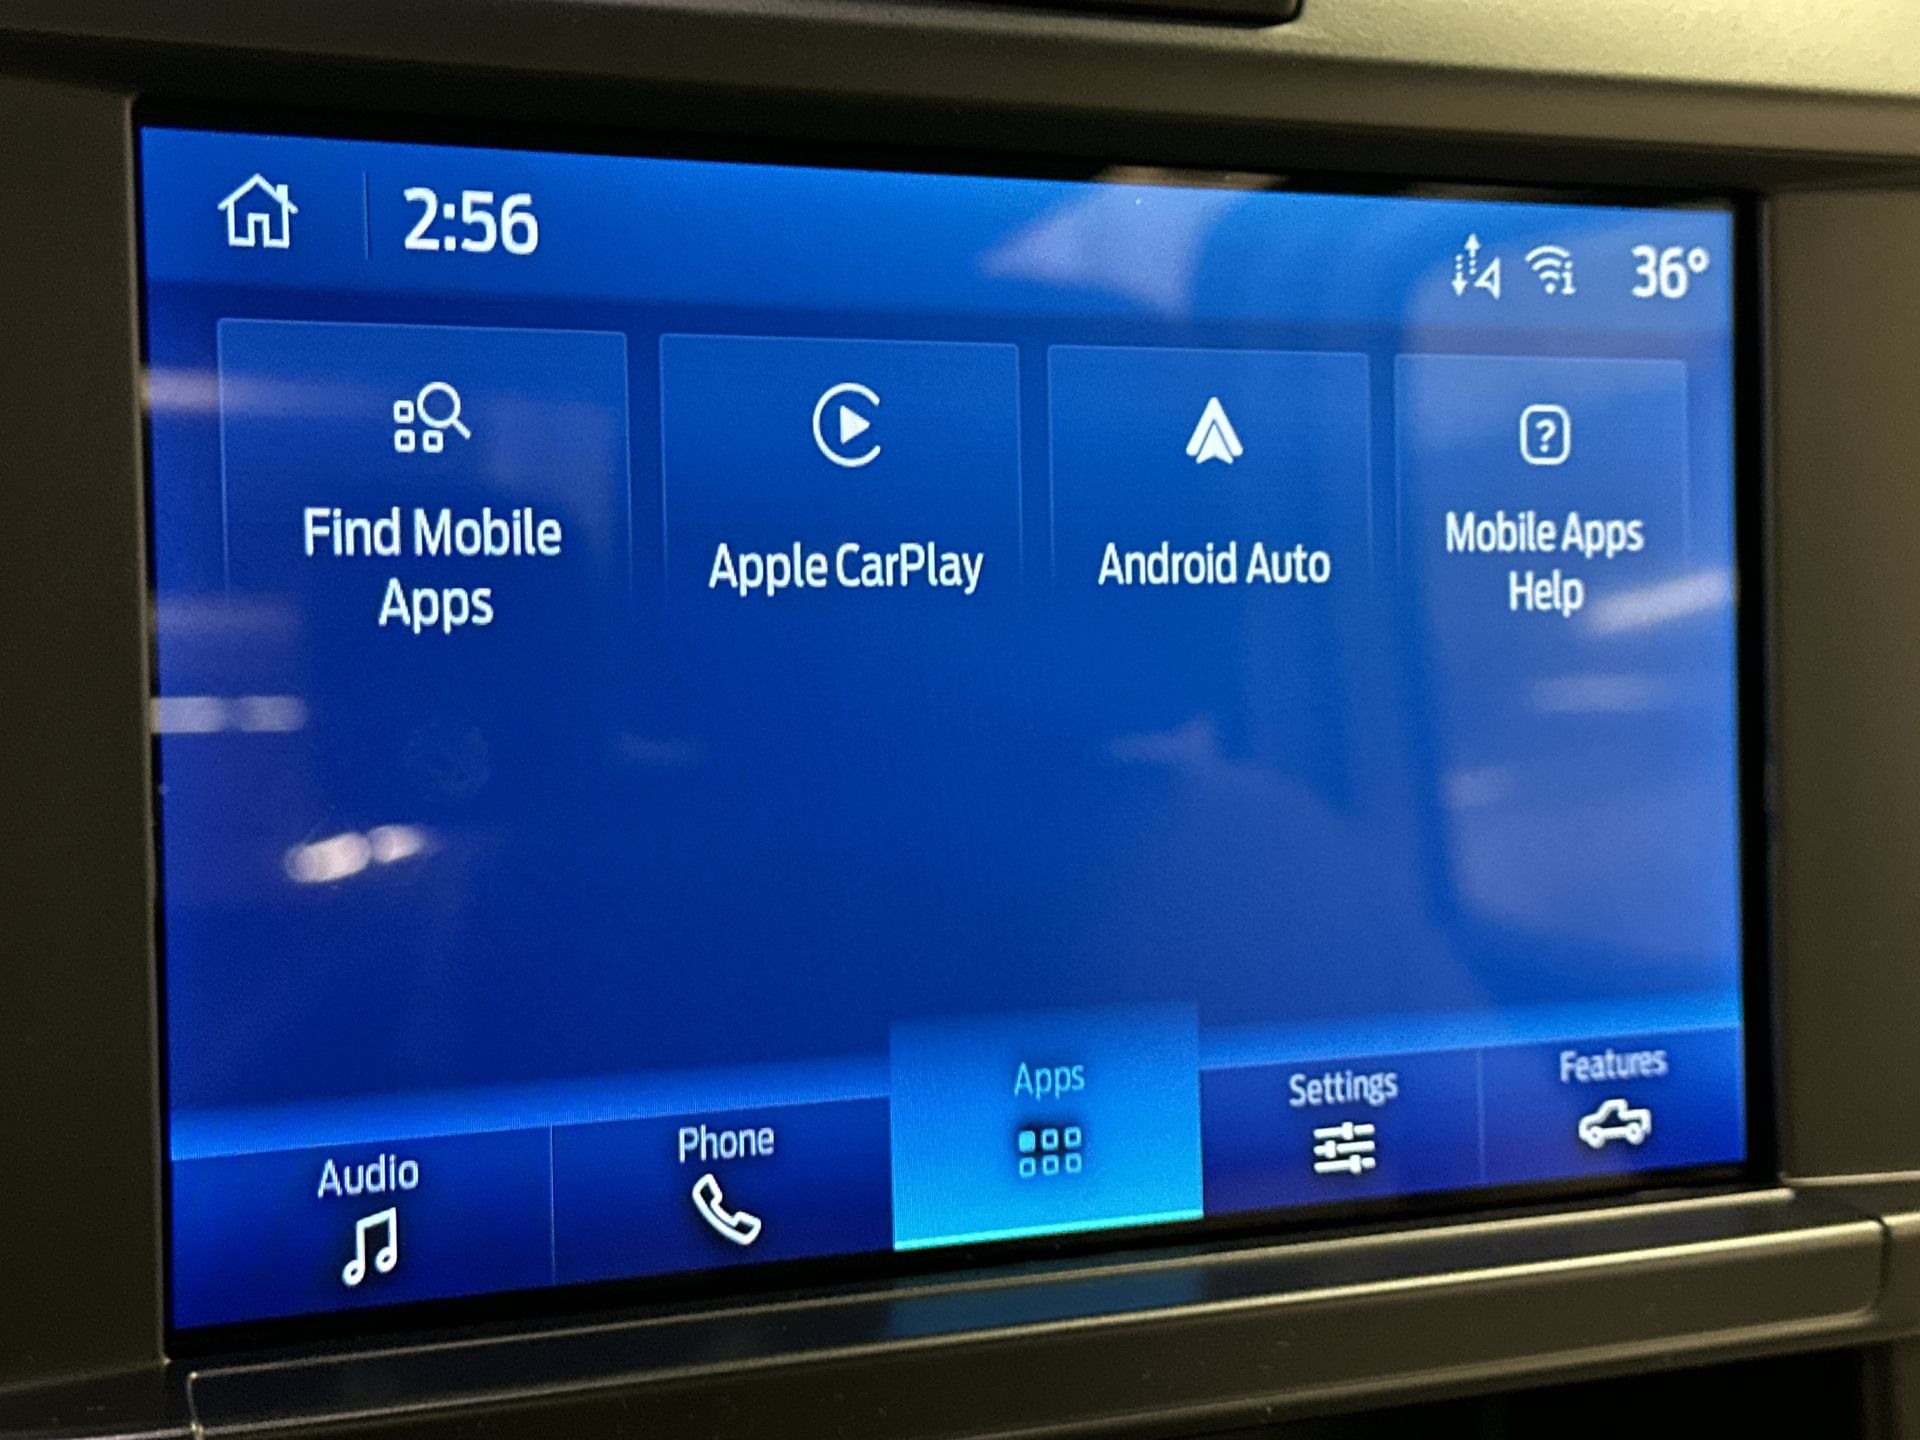 2:56
36°
Find Mobile
Apps
Apple CarPlay
Android Auto
Mobile Apps
Help
Audio
Phone
Apps
Settings
Features